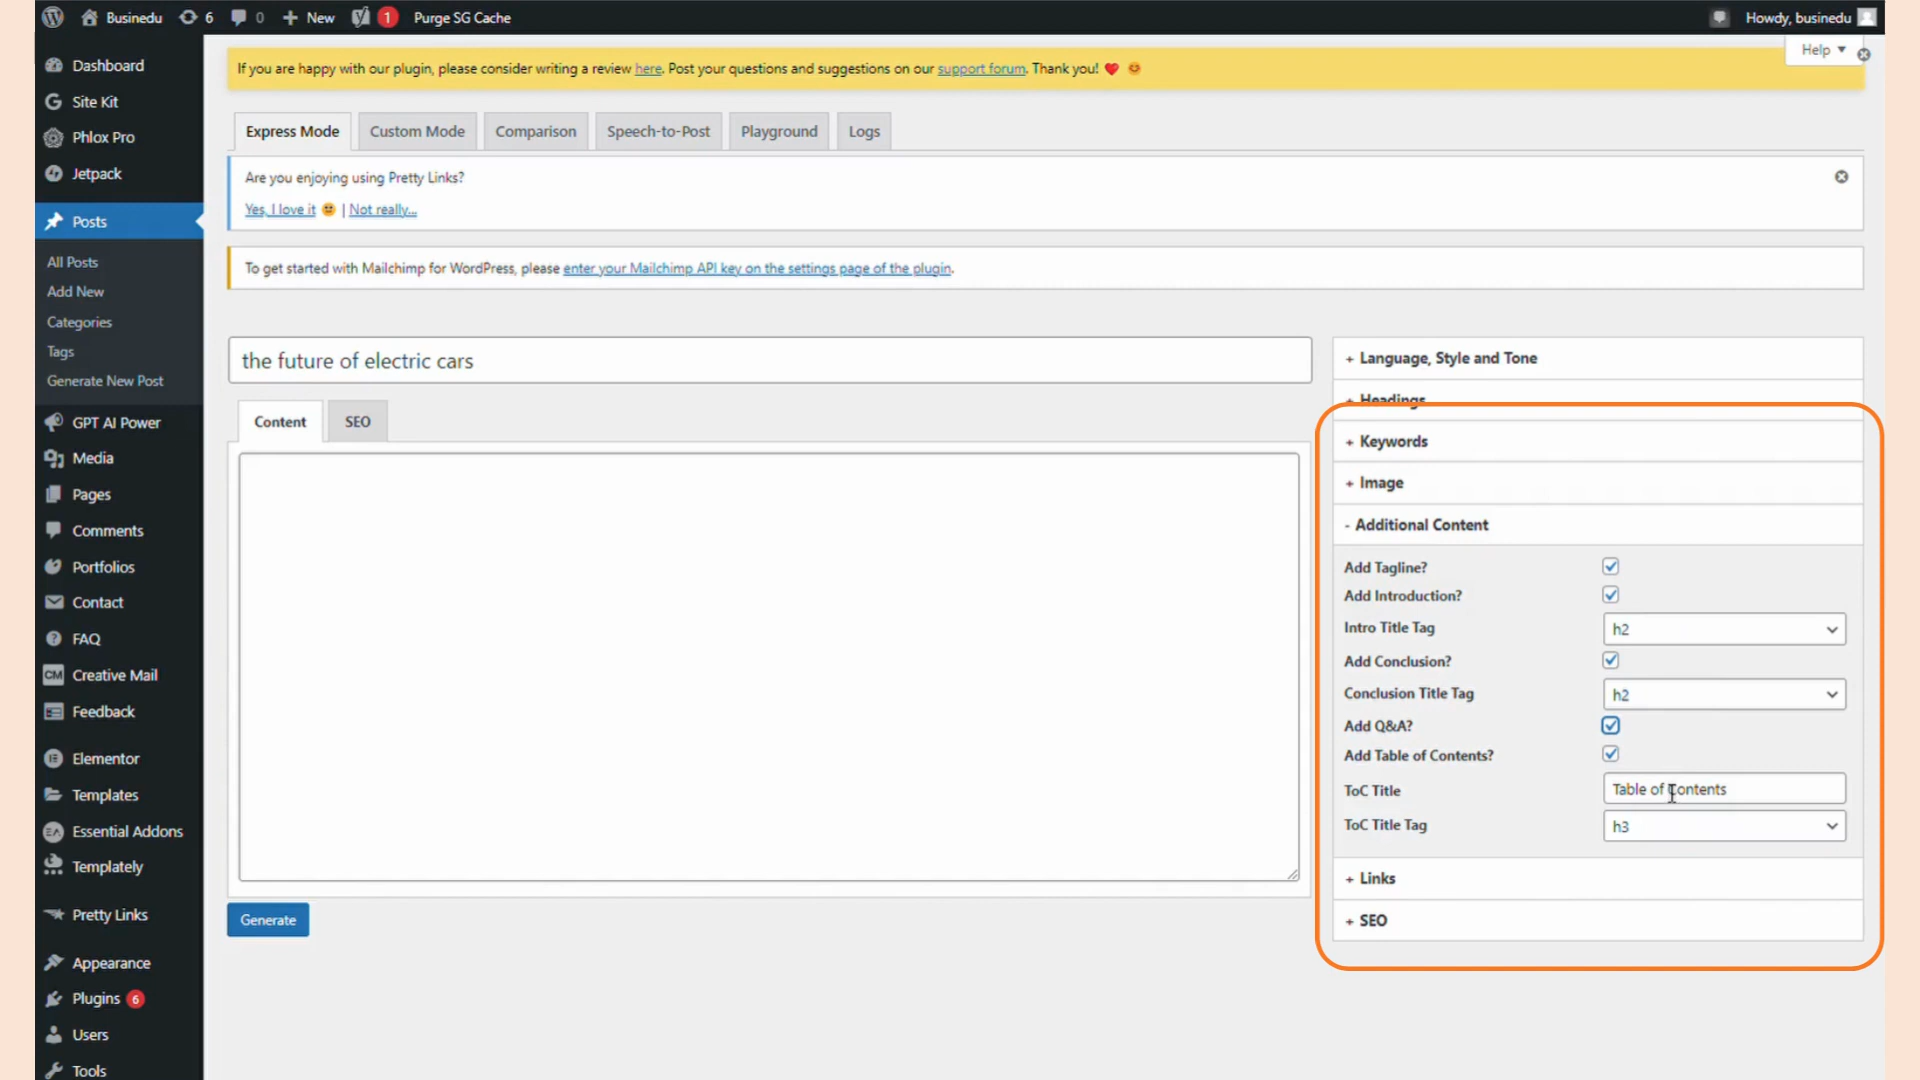 Businedu 6 0 New 1 Purge SG Cache Howdy, businedu
Help
Dashboard
Site Kit
Phlox Pro
Jetpack
Posts
All Posts
Add New
Categories
Tags
Generate New Post
GPT AI Power
Media
Pages
Comments
Portfolios
Contact
FAQ
CM Creative Mail
Feedback
Elementor
Templates
EA Essential Addons
Templately
Pretty Links
Appearance
Plugins 6
Users
Tools
If you are happy with our plugin, please consider writing a review here. Post your questions and suggestions on our support forum. Thank you!
Express Mode Custom Mode Comparison Speech-to-Post Playground Logs
Are you enjoying using Pretty Links?
Yes, I love it | Not really...
To get started with Mailchimp for WordPress, please enter your Mailchimp API key on the settings page of the plugin.
the future of electric cars
Content SEO
Generate
+ Language, Style and Tone
+ Headings
+ Keywords
+ Image
- Additional Content
Add Tagline?
Add Introduction?
Intro Title Tag h2
Add Conclusion?
Conclusion Title Tag h2
Add Q&A?
Add Table of Contents?
ToC Title Table of Contents
ToC Title Tag h3
+ Links
+ SEO